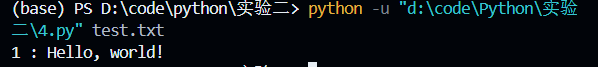 (base) PS D:\code\python\实验二> python -u "d:\code\Python\实验
二\4.py" test.txt
1 : Hello, world!